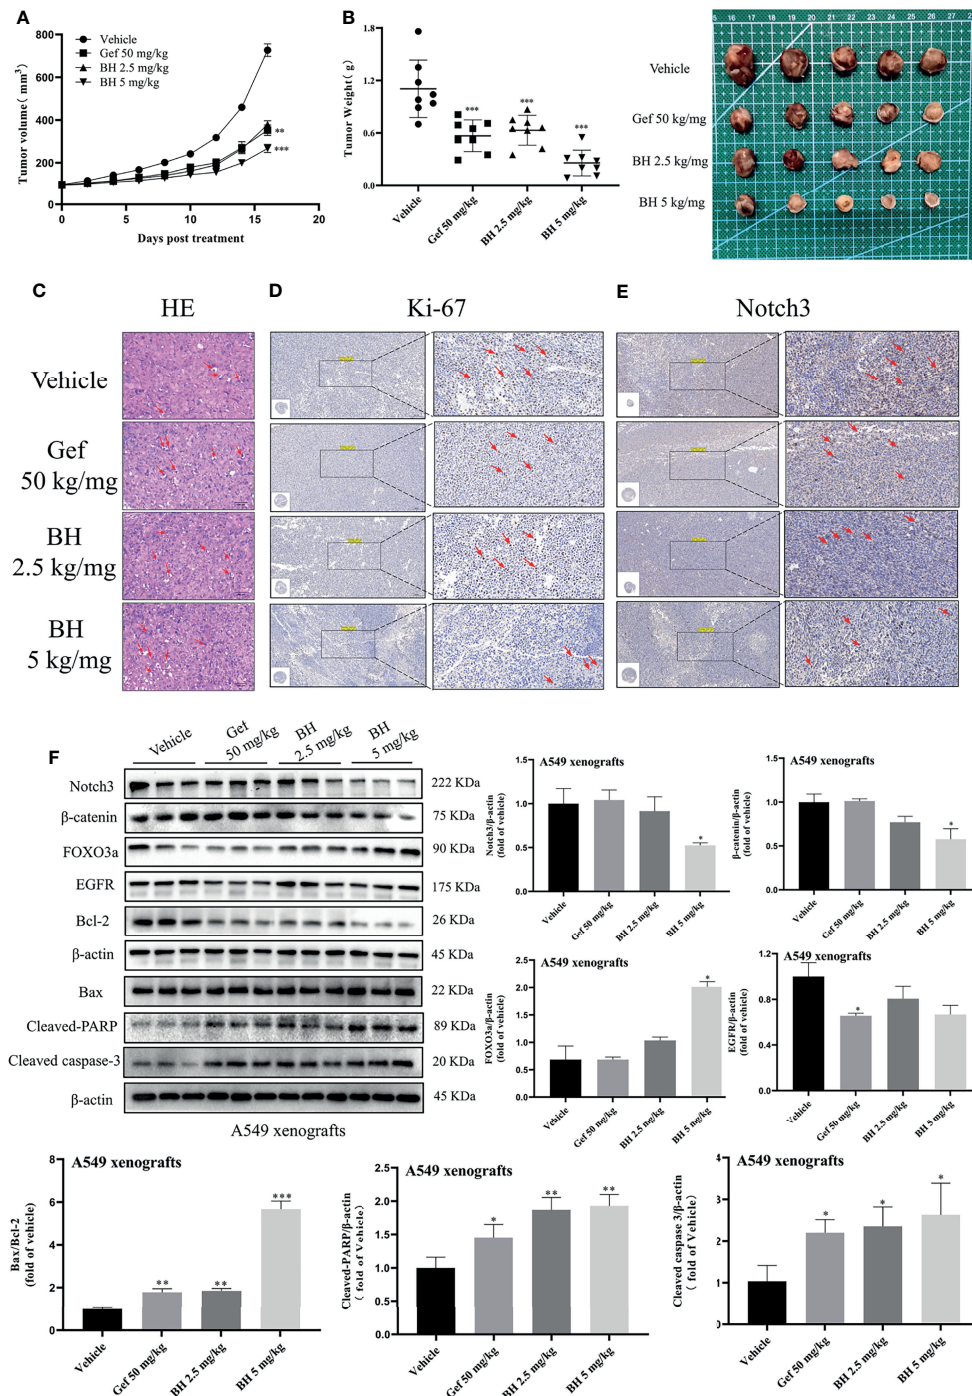 A
Tumor volume( mm³)
800
600
400
200
0
0 5 10 15 20
Days post treatment
Vehicle
Gef 50 mg/kg
BH 2.5 mg/kg
BH 5 mg/kg
**
***
B
Tumor Weight( g)
1.8
1.2
0.6
0.0
***
***
***
Vehicle
Gef 50 mg/kg
BH 2.5 mg/kg
BH 5 mg/kg
16 17 18 19 20 21 22 23 24 25 26 27
Vehicle
Gef 50 kg/mg
BH 2.5 kg/mg
BH 5 kg/mg
C
HE
D
Ki-67
E
Notch3
Vehicle
Gef
50 kg/mg
BH
2.5 kg/mg
BH
5 kg/mg
F
Vehicle
Gef
50 mg/kg
BH
2.5 mg/kg
BH
5 mg/kg
Notch3 222 KDa
β-catenin 75 KDa
FOXO3a 90 KDa
EGFR 175 KDa
Bcl-2 26 KDa
β-actin 45 KDa
Bax 22 KDa
Cleaved-PARP 89 KDa
Cleaved caspase-3 20 KDa
β-actin 45 KDa
A549 xenografts
A549 xenografts
Notch3/β-actin
(fold of vehicle)
1.5
1.0
0.5
0.0
*
Vehicle
Gef 50 mg/kg
BH 2.5 mg/kg
BH 5 mg/kg
A549 xenografts
β-catenin/β-actin
(fold of vehicle)
1.5
1.0
0.5
0.0
*
Vehicle
Gef 50 mg/kg
BH 2.5 mg/kg
BH 5 mg/kg
A549 xenografts
FOXO3a/β-actin
(fold of vehicle)
2.5
2.0
1.5
1.0
0.5
0.0
*
Vehicle
Gef 50 mg/kg
BH 2.5 mg/kg
BH 5 mg/kg
A549 xenografts
EGFR/β-actin
(fold of vehicle)
1.2
0.8
0.4
0.0
*
Vehicle
Gef 50 mg/kg
BH 2.5 mg/kg
BH 5 mg/kg
A549 xenografts
Bax/Bcl-2
(fold of vehicle)
8
6
4
2
0
**
**
***
Vehicle
Gef 50 mg/kg
BH 2.5 mg/kg
BH 5 mg/kg
A549 xenografts
Cleaved-PARP/β-actin
( fold of Vehicle)
2.5
2.0
1.5
1.0
0.5
0.0
*
**
**
Vehicle
Gef 50 mg/kg
BH 2.5 mg/kg
BH 5 mg/kg
A549 xenografts
Cleaved caspase 3/β-actin
( fold of Vehicle)
4
3
2
1
0
*
*
*
Vehicle
Gef 50 mg/kg
BH 2.5 mg/kg
BH 5 mg/kg